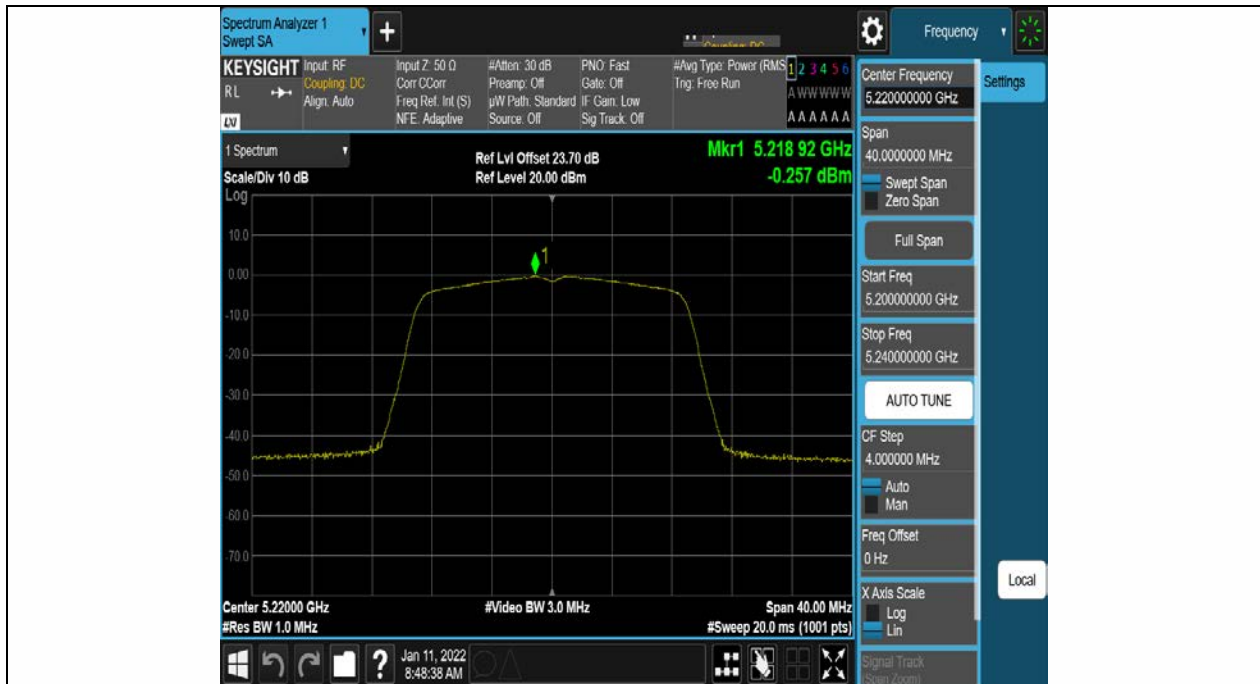 Spectrum Analyzer 1
Swept SA
+
Coupling: DC
Frequency
KEYSIGHT
RL
LXI
Input: RF
Coupling: DC
Align: Auto
Input Z: 50 Ω
Corr CCorr
Freq Ref: Int (S)
NFE: Adaptive
#Atten: 30 dB
Preamp: Off
µW Path: Standard
Source: Off
PNO: Fast
Gate: Off
IF Gain: Low
Sig Track: Off
#Avg Type: Power (RMS
Trig: Free Run
1 2 3 4 5 6
A W W W W W
A A A A A A
1 Spectrum
Scale/Div 10 dB
Ref Lvl Offset 23.70 dB
Ref Level 20.00 dBm
Mkr1 5.218 92 GHz
-0.257 dBm
Log
10.0
0.00
-10.0
-20.0
-30.0
-40.0
-50.0
-60.0
-70.0
1
Center 5.22000 GHz
#Res BW 1.0 MHz
#Video BW 3.0 MHz
Span 40.00 MHz
#Sweep 20.0 ms (1001 pts)
Center Frequency
5.220000000 GHz
Span
40.0000000 MHz
Swept Span
Zero Span
Full Span
Start Freq
5.200000000 GHz
Stop Freq
5.240000000 GHz
AUTO TUNE
CF Step
4.000000 MHz
Auto
Man
Freq Offset
0 Hz
X Axis Scale
Log
Lin
Signal Track
(Span Zoom)
Settings
Local
?
Jan 11, 2022
8:48:38 AM